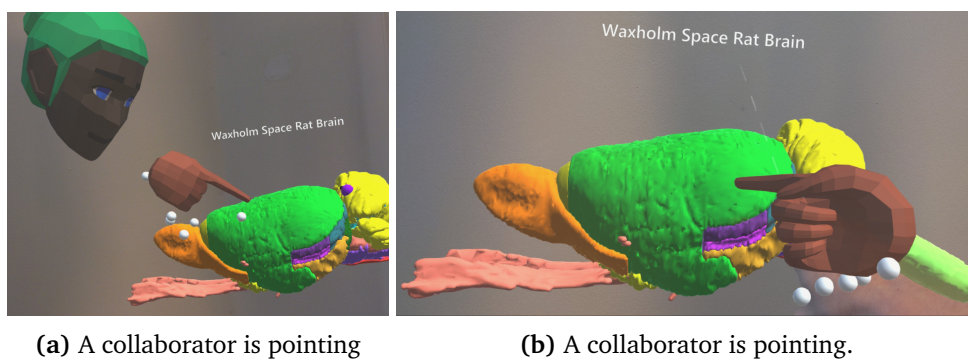 Waxholm Space Rat Brain
Waxholm Space Rat Brain
(a) A collaborator is pointing
(b) A collaborator is pointing.